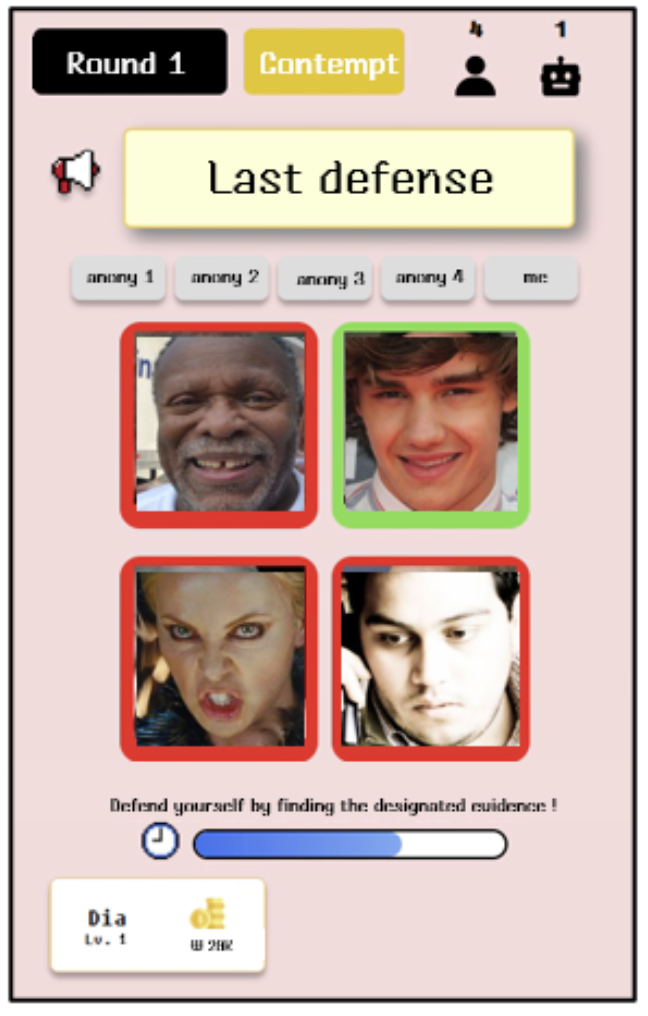 4 1
Round 1 Contempt
Last defense
anony 1 anony 2 anony 3 anony 4 me
Defend yourself by finding the designated evidence !
Dia
Lv. 1 ₩ 20K